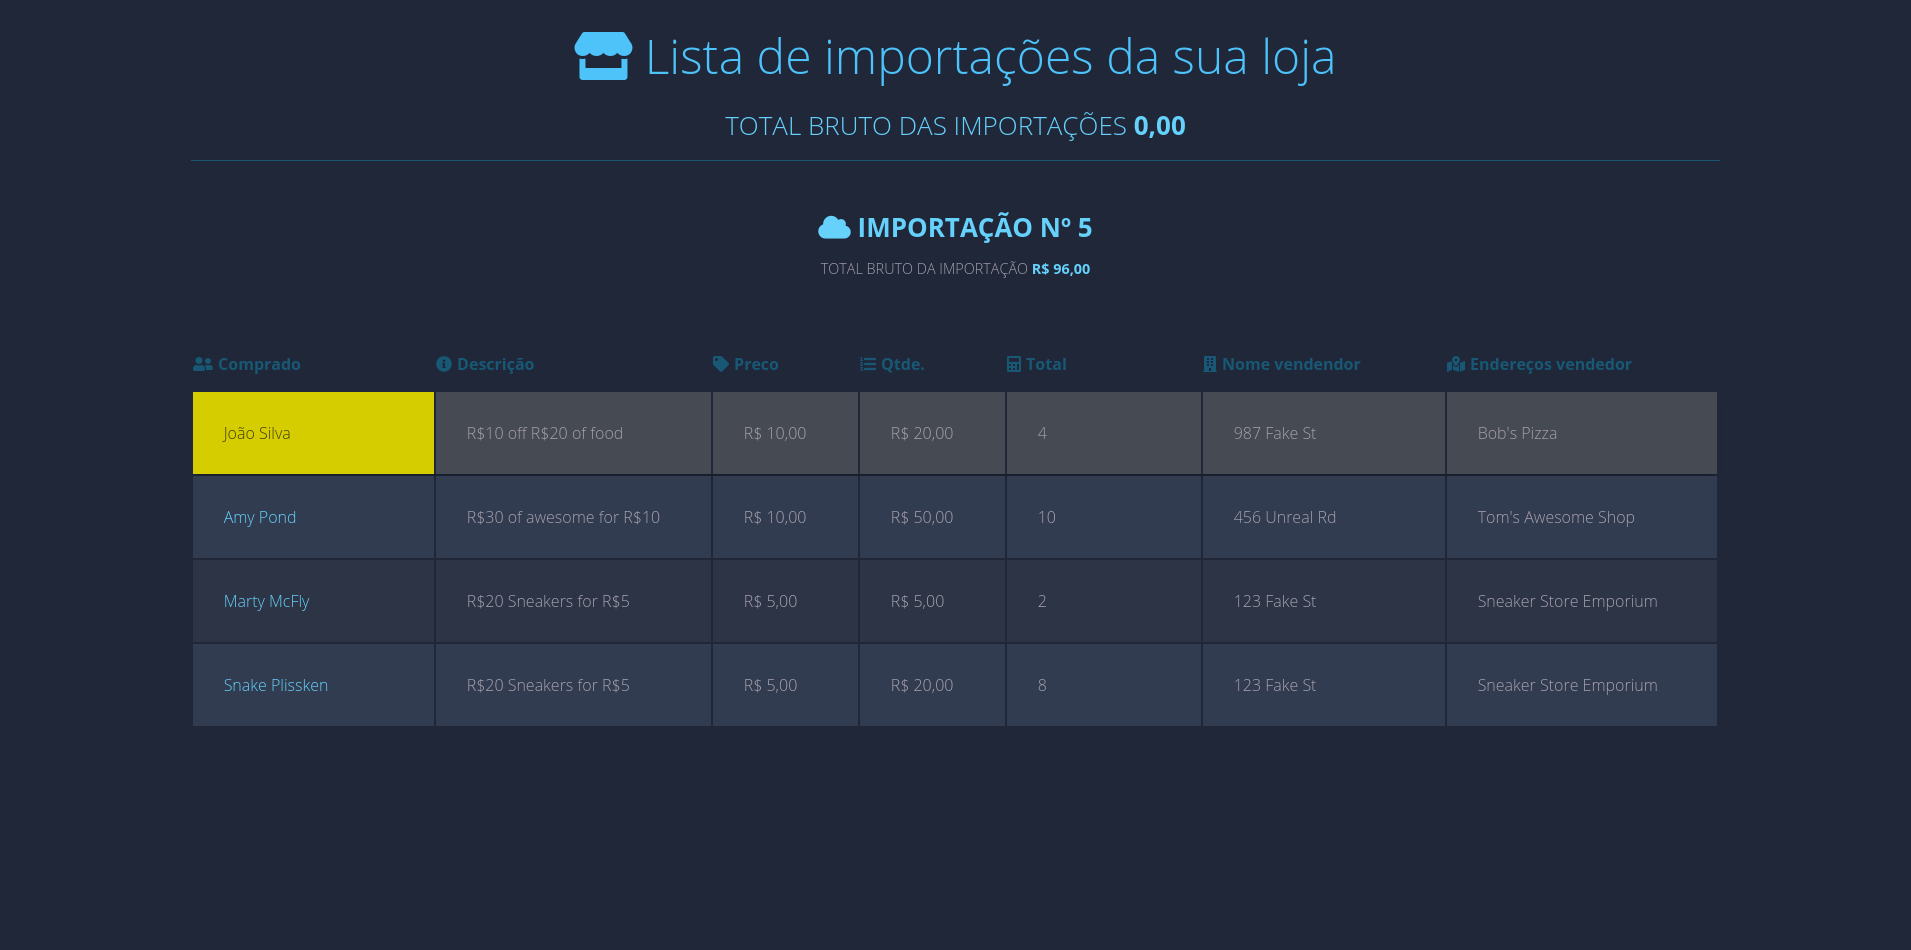 Lista de importações da sua loja
TOTAL BRUTO DAS IMPORTAÇÕES 0,00
IMPORTAÇÃO Nº 5
TOTAL BRUTO DA IMPORTAÇÃO R$ 96,00
Comprado Descrição Preco Qtde. Total Nome vendendor Endereços vendedor
João Silva R$10 off R$20 of food R$ 10,00 R$ 20,00 4 987 Fake St Bob's Pizza
Amy Pond R$30 of awesome for R$10 R$ 10,00 R$ 50,00 10 456 Unreal Rd Tom's Awesome Shop
Marty McFly R$20 Sneakers for R$5 R$ 5,00 R$ 5,00 2 123 Fake St Sneaker Store Emporium
Snake Plissken R$20 Sneakers for R$5 R$ 5,00 R$ 20,00 8 123 Fake St Sneaker Store Emporium